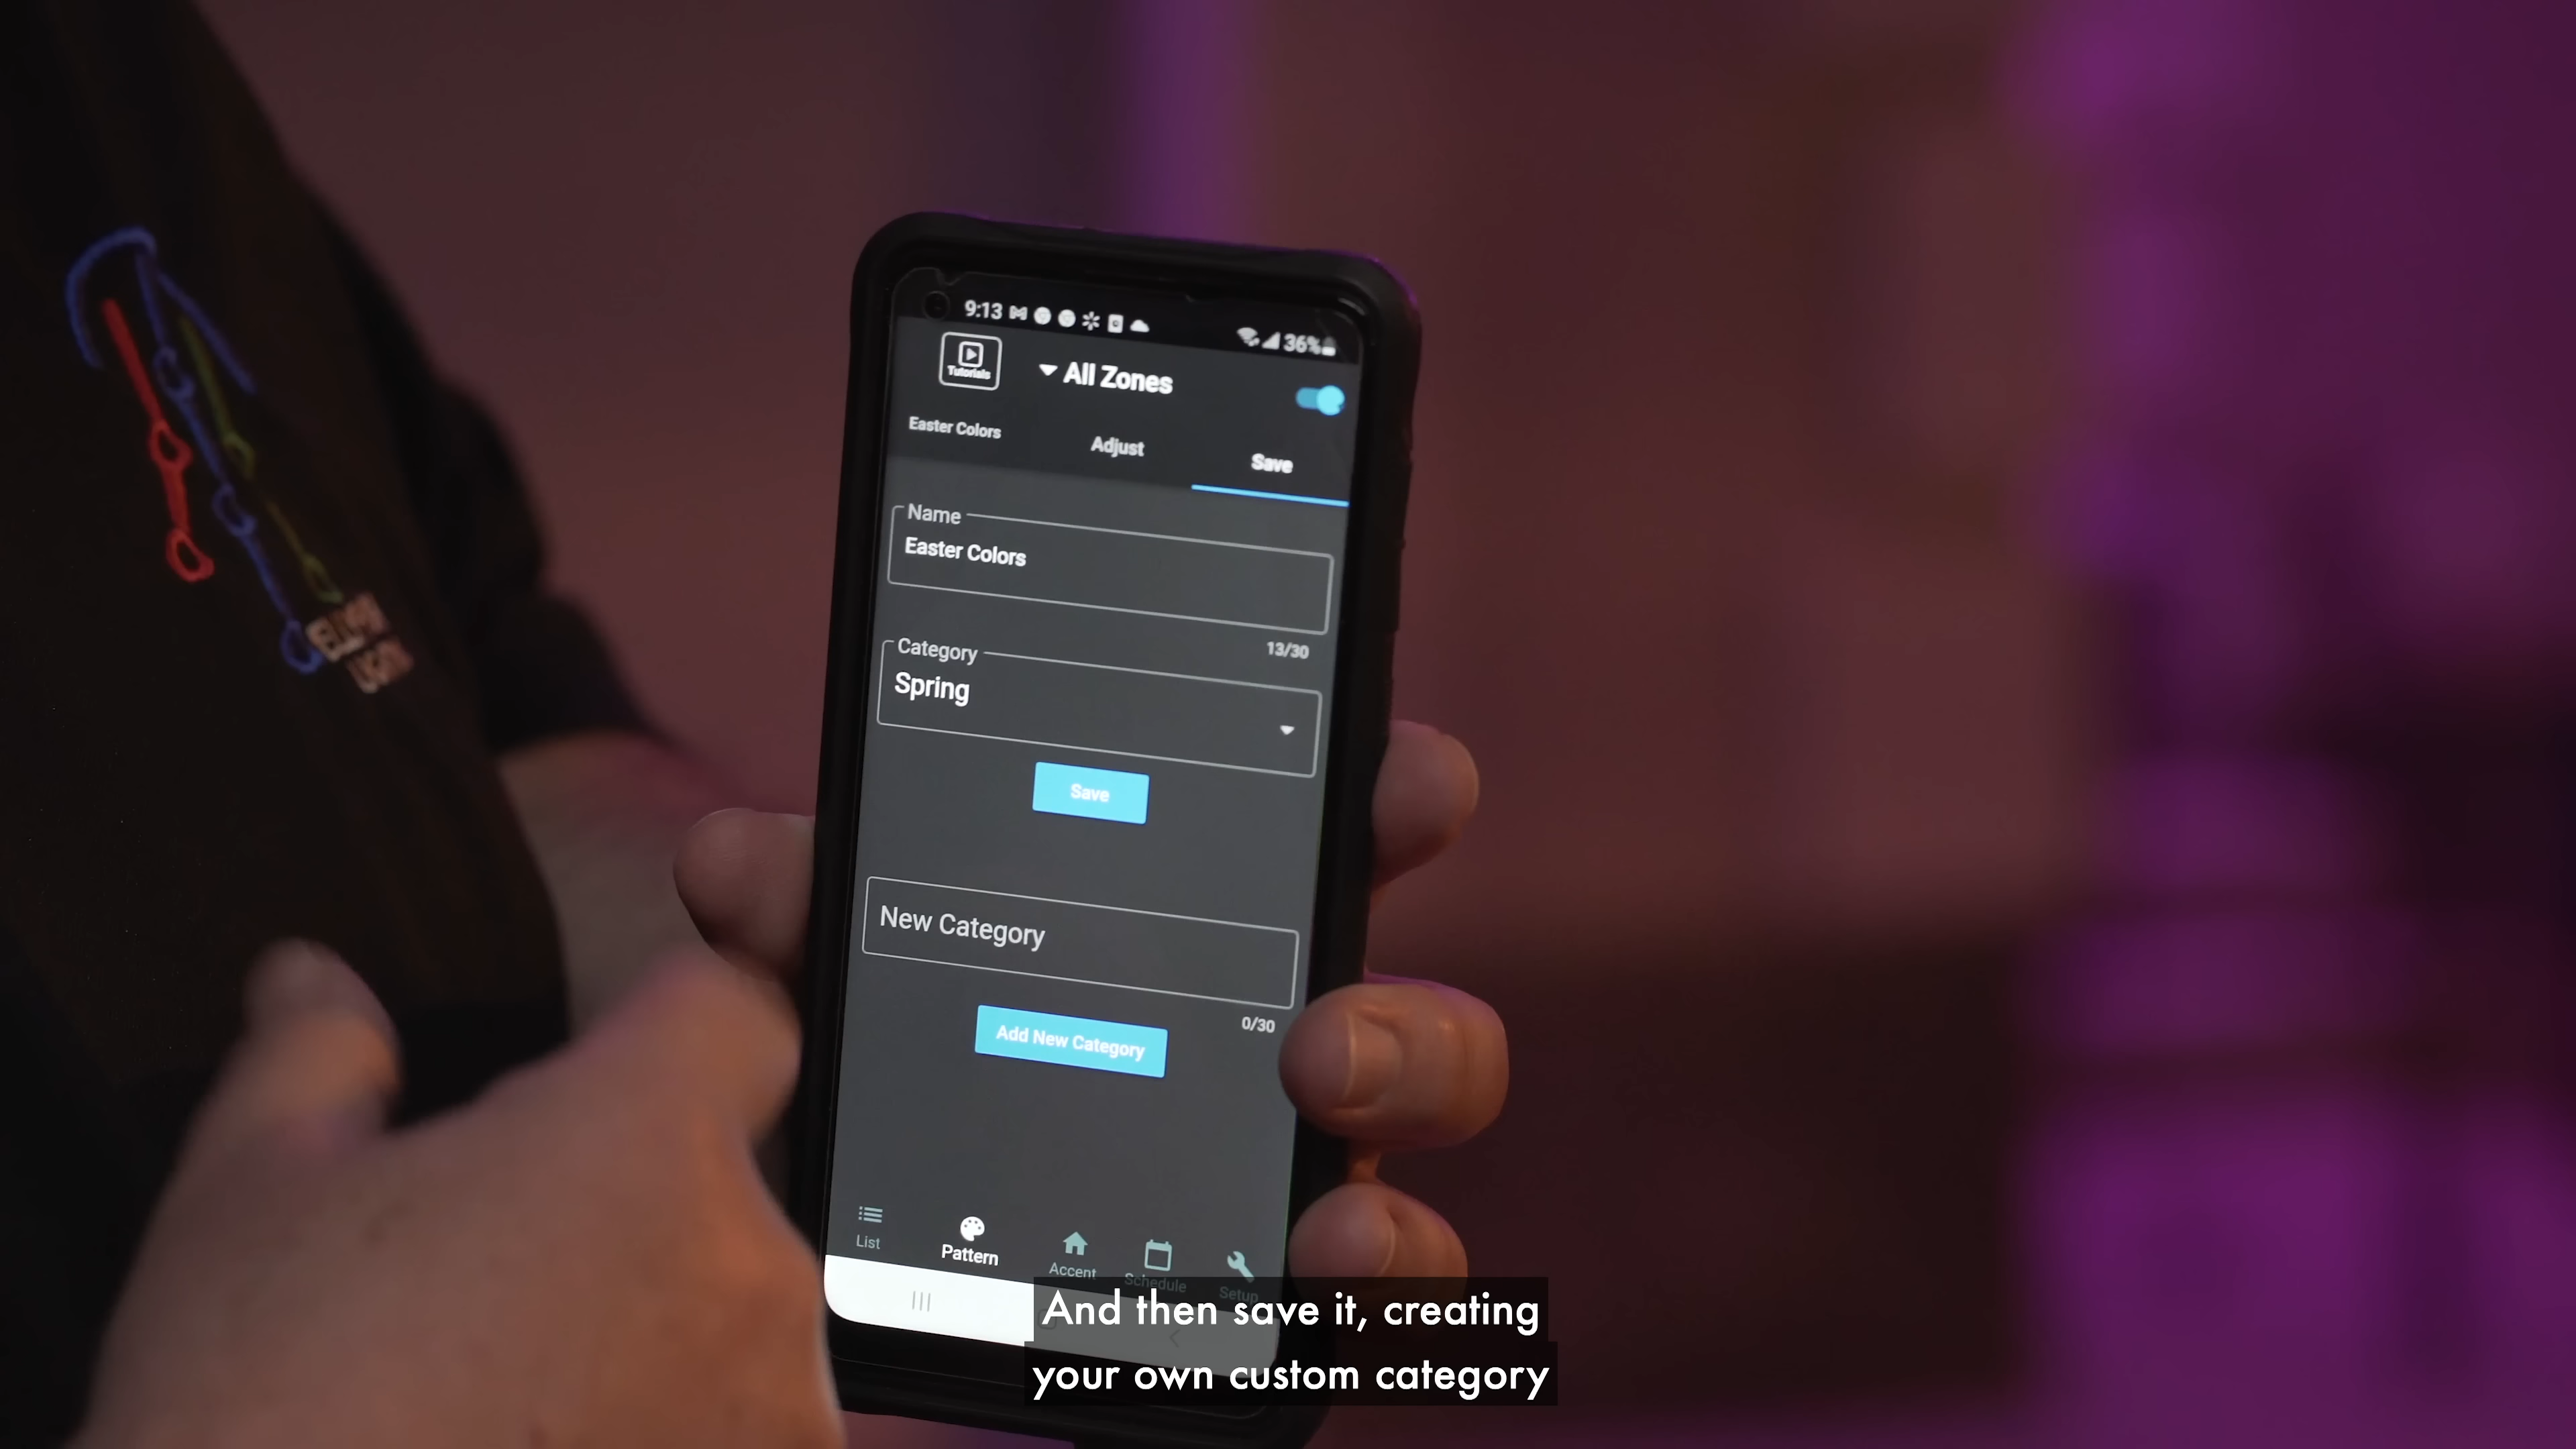 9:13
36%
Tutorials
All Zones
Easter Colors
Adjust
Save
Name
Easter Colors
13/30
Category
Spring
Save
New Category
0/30
Add New Category
List
Pattern
Accent
Schedule
Setup
And then save it, creating
your own custom category